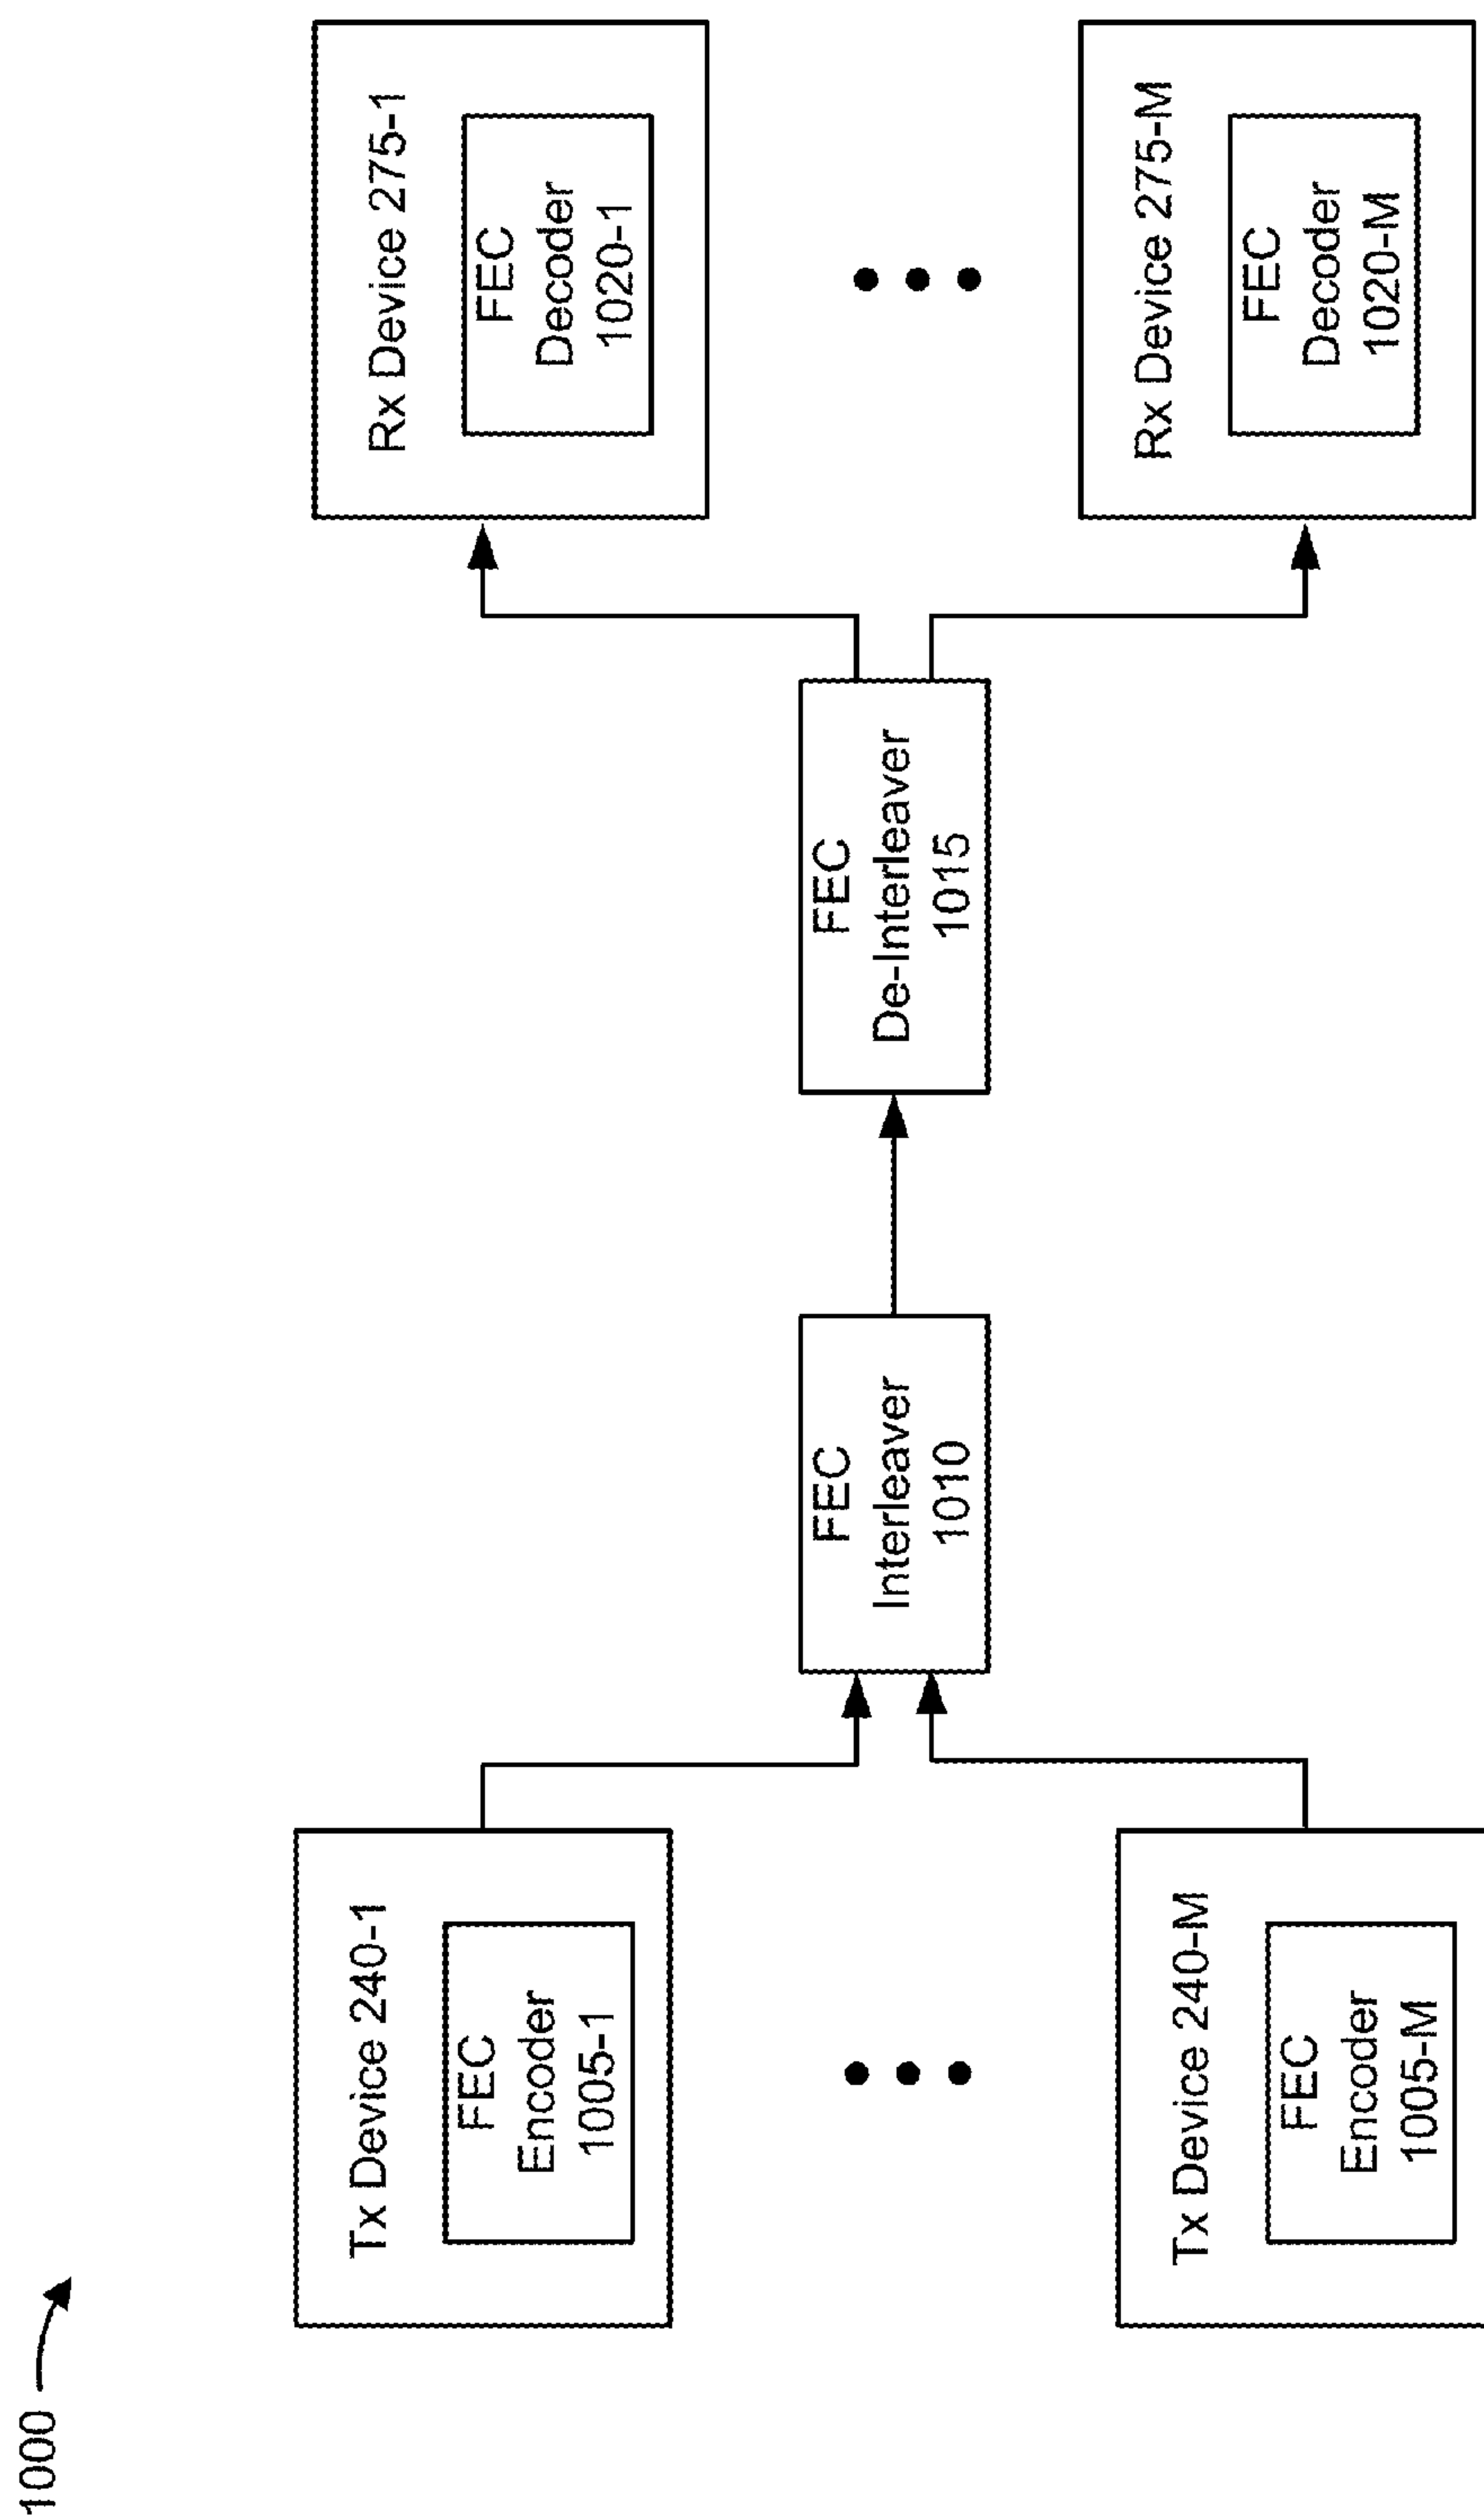 1000
Tx Device 240-1
FEC
Encoder
1005-1
Tx Device 240-M
FEC
Encoder
1005-M
FEC
Interleaver
1010
FEC
De-Interleaver
1015
Rx Device 275-1
FEC
Decoder
1020-1
Rx Device 275-M
FEC
Decoder
1020-M